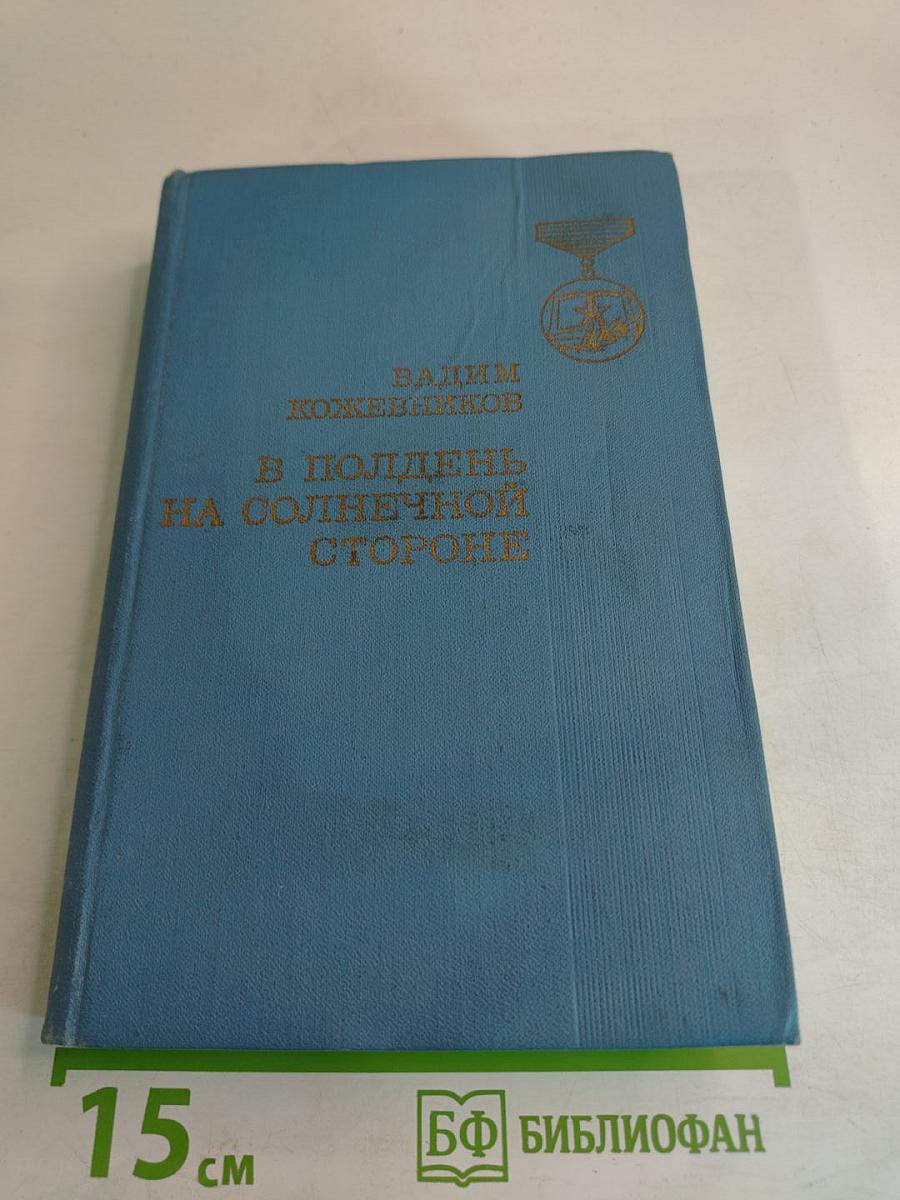 ВАДИМ
КОЖЕВНИКОВ
В ПОЛДЕНЬ
НА СОЛНЕЧНОЙ
СТОРОНЕ
15 см
БФ БИБЛИОФАН